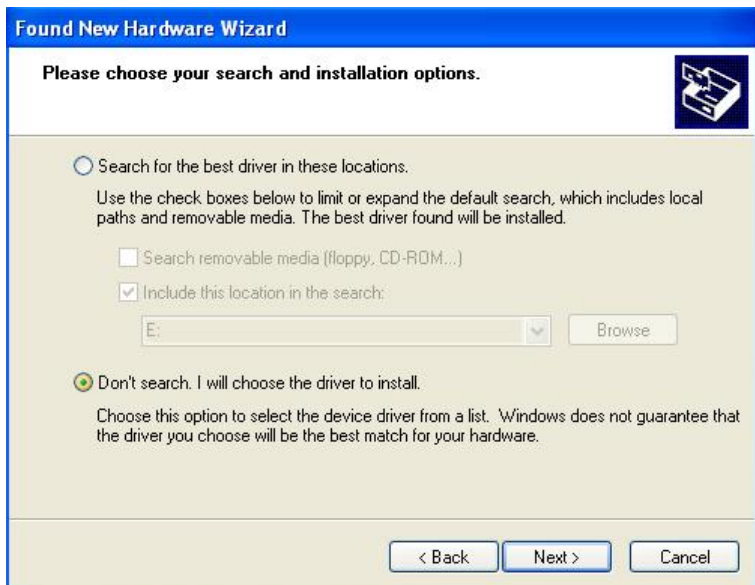 Found New Hardware Wizard
Please choose your search and installation options.
Search for the best driver in these locations.
Use the check boxes below to limit or expand the default search, which includes local
paths and removable media. The best driver found will be installed.
Search removable media (floppy, CD-ROM...)
Include this location in the search:
E:
Browse
Don't search. I will choose the driver to install.
Choose this option to select the device driver from a list. Windows does not guarantee that
the driver you choose will be the best match for your hardware.
< Back Next > Cancel